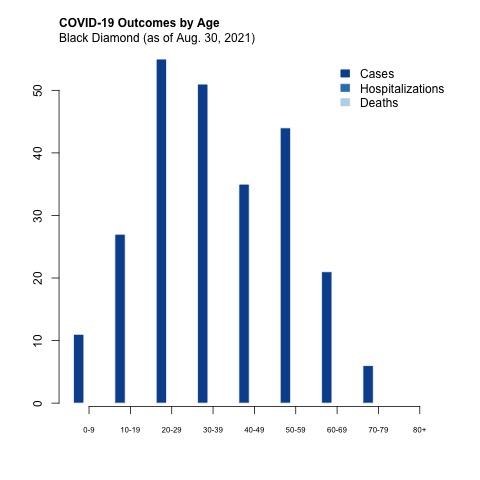 COVID-19 Outcomes by Age
Black Diamond (as of Aug. 30, 2021)
Cases
Hospitalizations
Deaths
50
40
30
20
10
0
0-9 10-19 20-29 30-39 40-49 50-59 60-69 70-79 80+